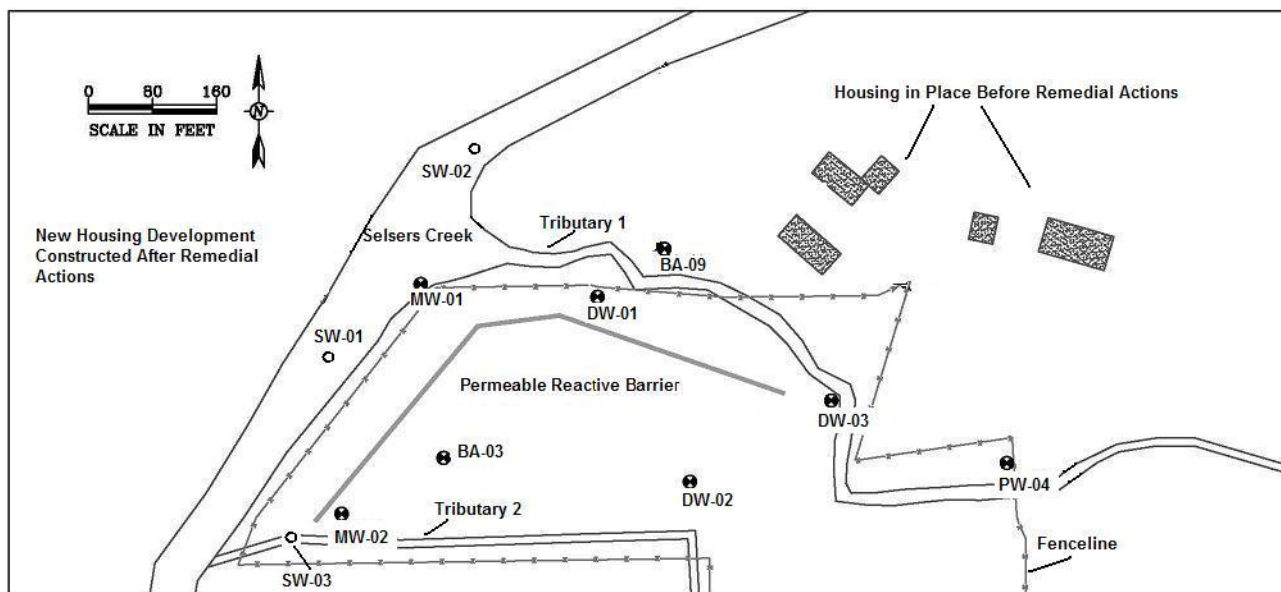 0 80 160
SCALE IN FEET
N
Housing in Place Before Remedial Actions
SW-02
New Housing Development
Constructed After Remedial
Actions
Selsers Creek
Tributary 1
BA-09
MW-01
DW-01
SW-01
Permeable Reactive Barrier
DW-03
BA-03
DW-02
PW-04
Tributary 2
MW-02
SW-03
Fenceline